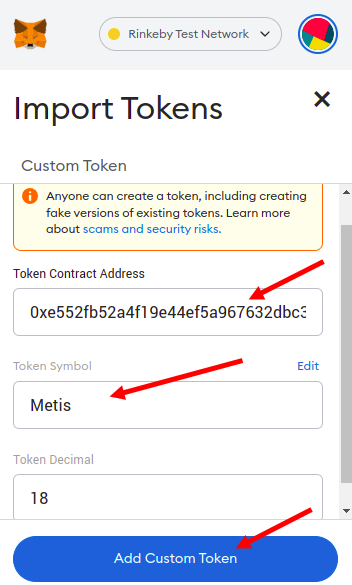 Rinkeby Test Network
Import Tokens
Custom Token
Anyone can create a token, including creating
fake versions of existing tokens. Learn more
about scams and security risks.
Token Contract Address
0xe552fb52a4f19e44ef5a967632dbc3
Token Symbol
Edit
Metis
Token Decimal
18
Add Custom Token